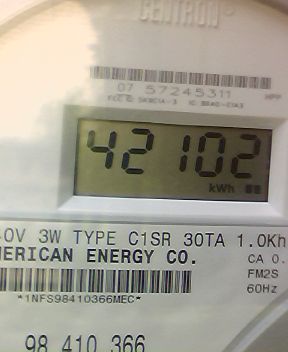 CENTRON®
07 57245311
42102
kWh
40V 3W TYPE C1SR 30TA 1.0Kh
MERICAN ENERGY CO. CA 0.
FM2S
*1NFS98410366MEC* 60Hz
98 410 366